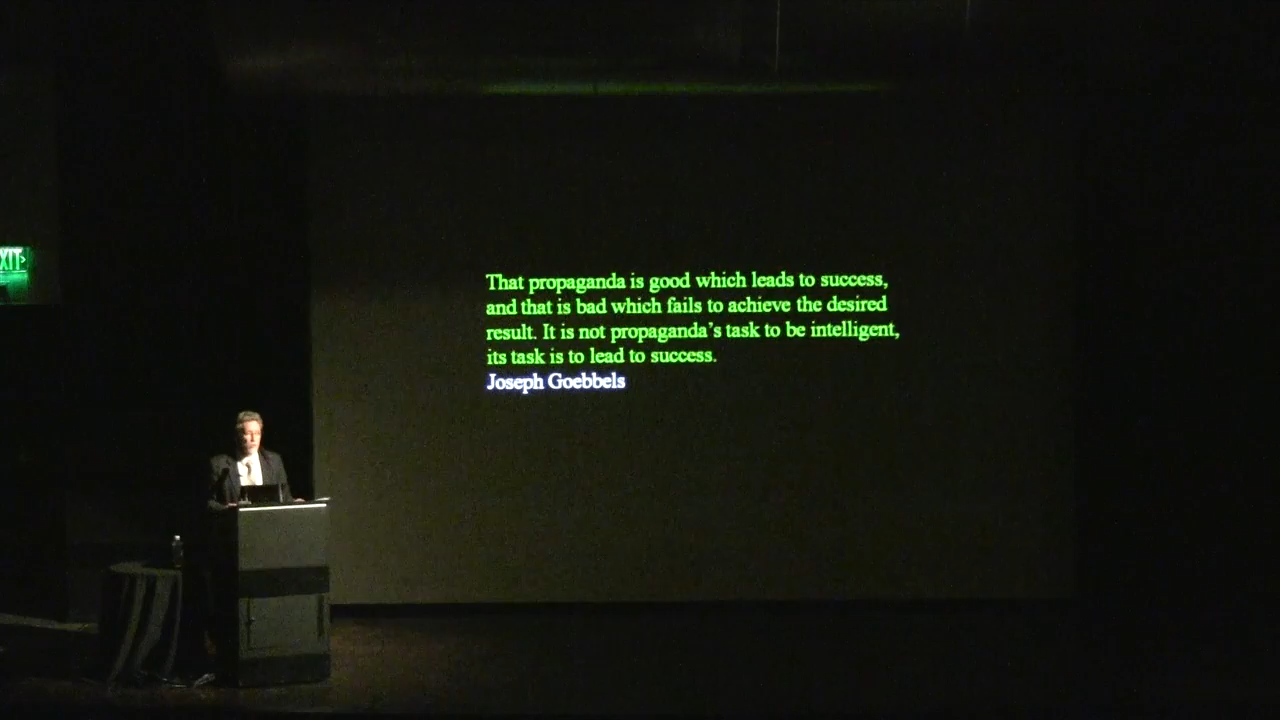 XIT>
That propaganda is good which leads to success,
and that is bad which fails to achieve the desired
result. It is not propaganda’s task to be intelligent,
its task is to lead to success.
Joseph Goebbels